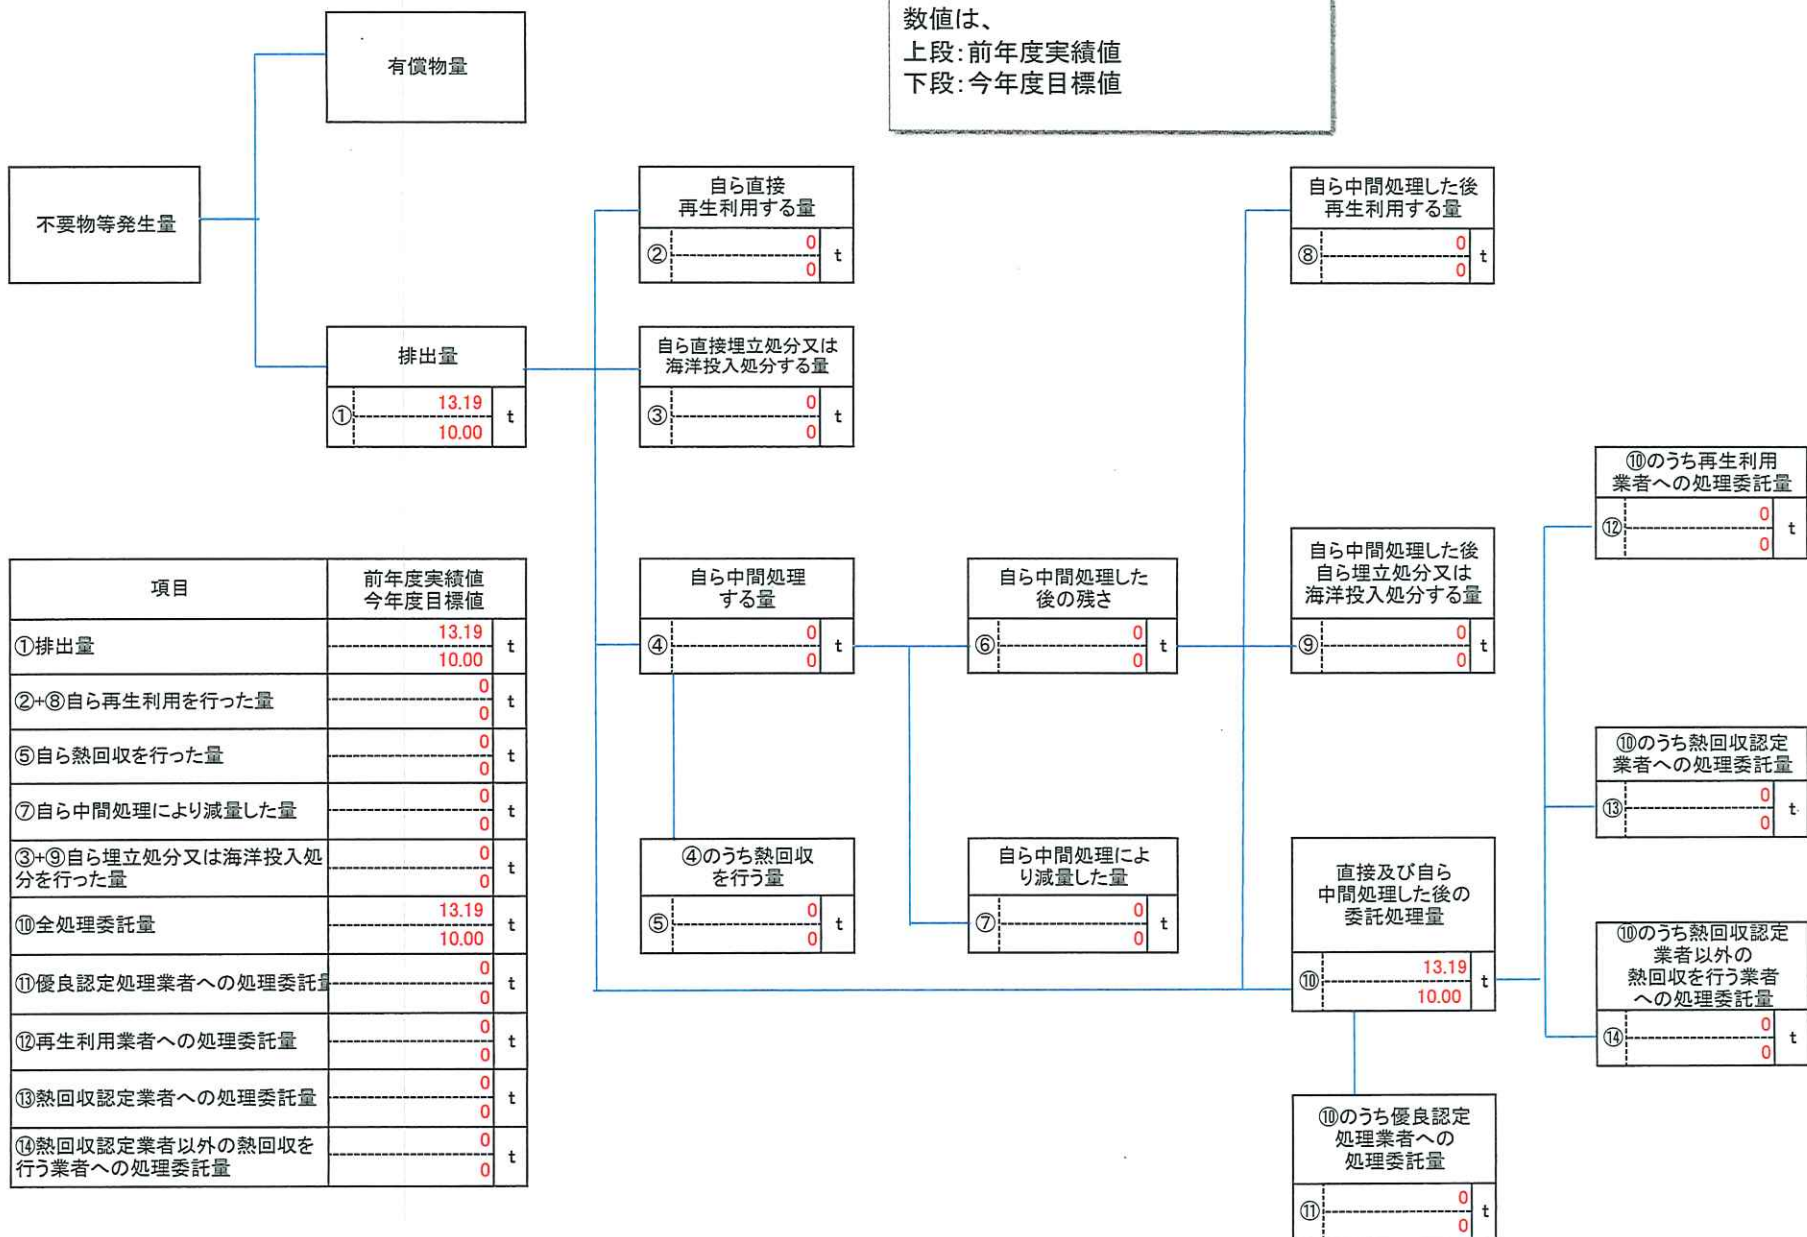 数値は、
上段:前年度実績値
下段:今年度目標値
有償物量
不要物等発生量
排出量
① 13.19 t
10.00
自ら直接
再生利用する量
② 0 t
0
自ら直接埋立処分又は
海洋投入処分する量
③ 0 t
0
自ら中間処理
する量
④ 0 t
0
④のうち熱回収
を行う量
⑤ 0 t
0
自ら中間処理した
後の残さ
⑥ 0 t
0
自ら中間処理によ
り減量した量
⑦ 0 t
0
自ら中間処理した後
再生利用する量
⑧ 0 t
0
自ら中間処理した後
自ら埋立処分又は
海洋投入処分する量
⑨ 0 t
0
直接及び自ら
中間処理した後の
委託処理量
⑩ 13.19 t
10.00
⑩のうち優良認定
処理業者への
処理委託量
⑪ 0 t
0
⑩のうち再生利用
業者への処理委託量
⑫ 0 t
0
⑩のうち熱回収認定
業者への処理委託量
⑬ 0 t
0
⑩のうち熱回収認定
業者以外の
熱回収を行う業者
への処理委託量
⑭ 0 t
0
項目 前年度実績値
今年度目標値
①排出量 13.19 t
10.00
②+⑧自ら再生利用を行った量 0 t
0
⑤自ら熱回収を行った量 0 t
0
⑦自ら中間処理により減量した量 0 t
0
③+⑨自ら埋立処分又は海洋投入処 0 t
分を行った量 0
⑩全処理委託量 13.19 t
10.00
⑪優良認定処理業者への処理委託量 0 t
0
⑫再生利用業者への処理委託量 0 t
0
⑬熱回収認定業者への処理委託量 0 t
0
⑭熱回収認定業者以外の熱回収を 0 t
行う業者への処理委託量 0